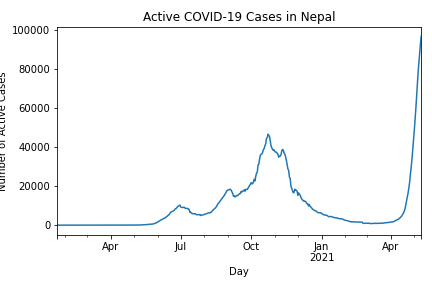 Active COVID-19 Cases in Nepal
Number of Active Cases
100000
80000
60000
40000
20000
0
Apr
Jul
Oct
Jan
2021
Apr
Day